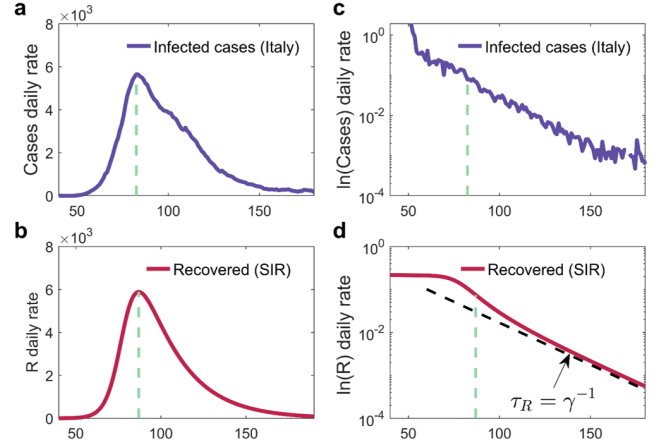 a
8 ×10³
6
4
2
0
Cases daily rate
Infected cases (Italy)
50 100 150
c
10⁰
10⁻²
10⁻⁴
ln(Cases) daily rate
Infected cases (Italy)
50 100 150
b
8 ×10³
6
4
2
0
R daily rate
Recovered (SIR)
50 100 150
d
10⁰
10⁻²
10⁻⁴
ln(R) daily rate
Recovered (SIR)
τ_R = γ⁻¹
50 100 150